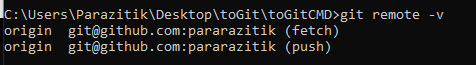 C:\Users\Parazitik\Desktop\toGit\toGitCMD>git remote -v
origin  git@github.com:pararazitik (fetch)
origin  git@github.com:pararazitik (push)